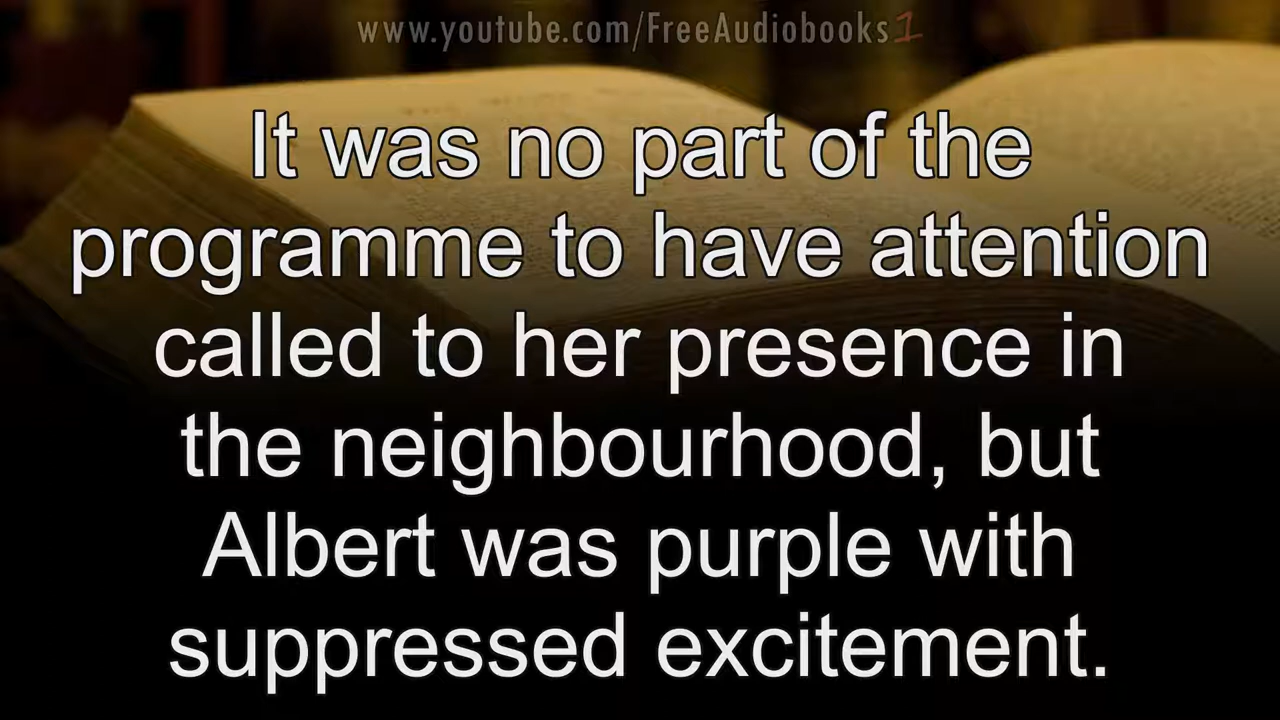 www.youtube.com/FreeAudiobooks1
It was no part of the
programme to have attention
called to her presence in
the neighbourhood, but
Albert was purple with
suppressed excitement.